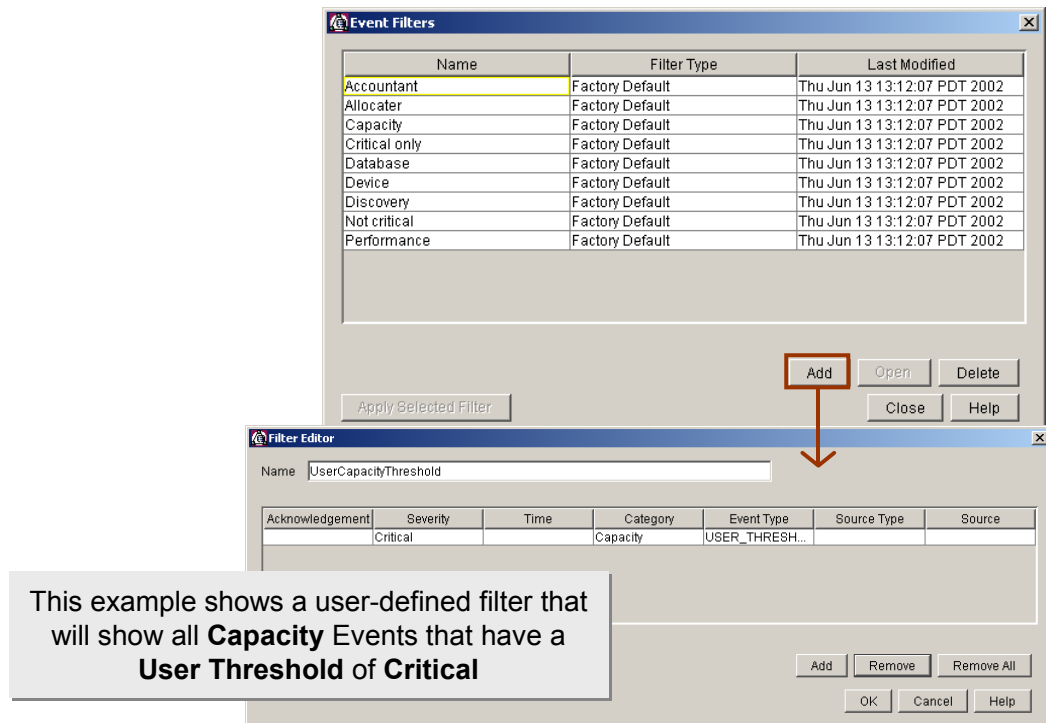 Event Filters
Name Filter Type Last Modified
Accountant Factory Default Thu Jun 13 13:12:07 PDT 2002
Allocater Factory Default Thu Jun 13 13:12:07 PDT 2002
Capacity Factory Default Thu Jun 13 13:12:07 PDT 2002
Critical only Factory Default Thu Jun 13 13:12:07 PDT 2002
Database Factory Default Thu Jun 13 13:12:07 PDT 2002
Device Factory Default Thu Jun 13 13:12:07 PDT 2002
Discovery Factory Default Thu Jun 13 13:12:07 PDT 2002
Not critical Factory Default Thu Jun 13 13:12:07 PDT 2002
Performance Factory Default Thu Jun 13 13:12:07 PDT 2002
Add Open Delete
Apply Selected Filter Close Help
Filter Editor
Name UserCapacityThreshold
Acknowledgement Severity Time Category Event Type Source Type Source
Critical Capacity USER_THRESH...
This example shows a user-defined filter that
will show all Capacity Events that have a
User Threshold of Critical
Add Remove Remove All
OK Cancel Help